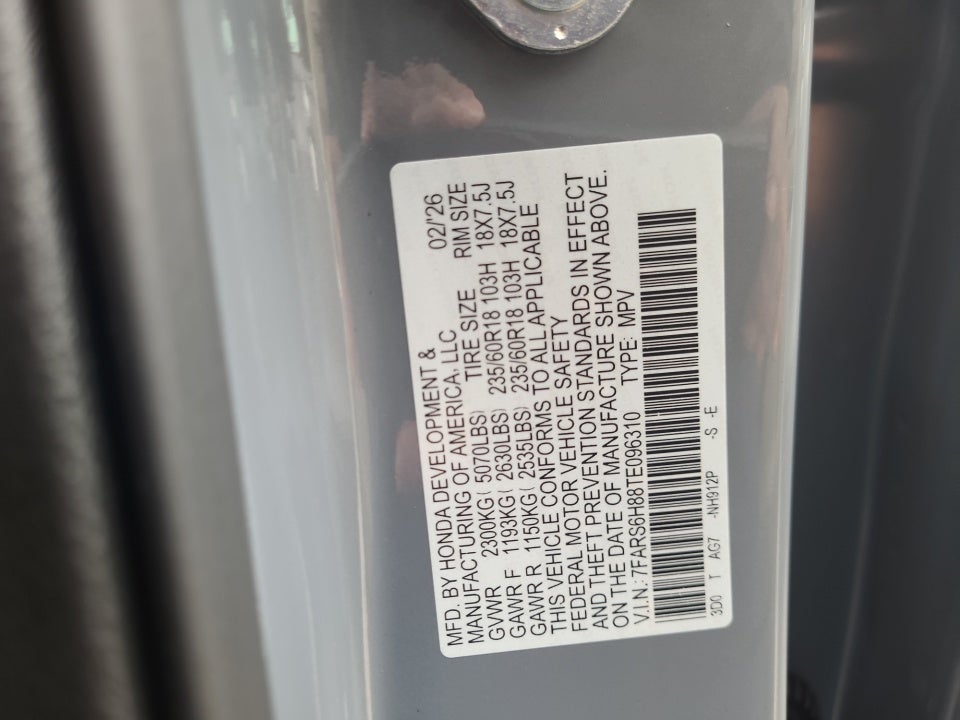 MFD. BY HONDA DEVELOPMENT &
MANUFACTURING OF AMERICA, LLC 02/'26
TIRE SIZE RIM SIZE
GVWR 2300KG( 5070LBS)
GAWR F 1193KG( 2630LBS) 235/60R18 103H 18X7.5J
GAWR R 1150KG( 2535LBS) 235/60R18 103H 18X7.5J
THIS VEHICLE CONFORMS TO ALL APPLICABLE
FEDERAL MOTOR VEHICLE SAFETY
AND THEFT PREVENTION STANDARDS IN EFFECT
ON THE DATE OF MANUFACTURE SHOWN ABOVE.
V.I.N.: 7FARS6H88TE096310 TYPE: MPV
3D0 T AG7 -NH912P -S -E